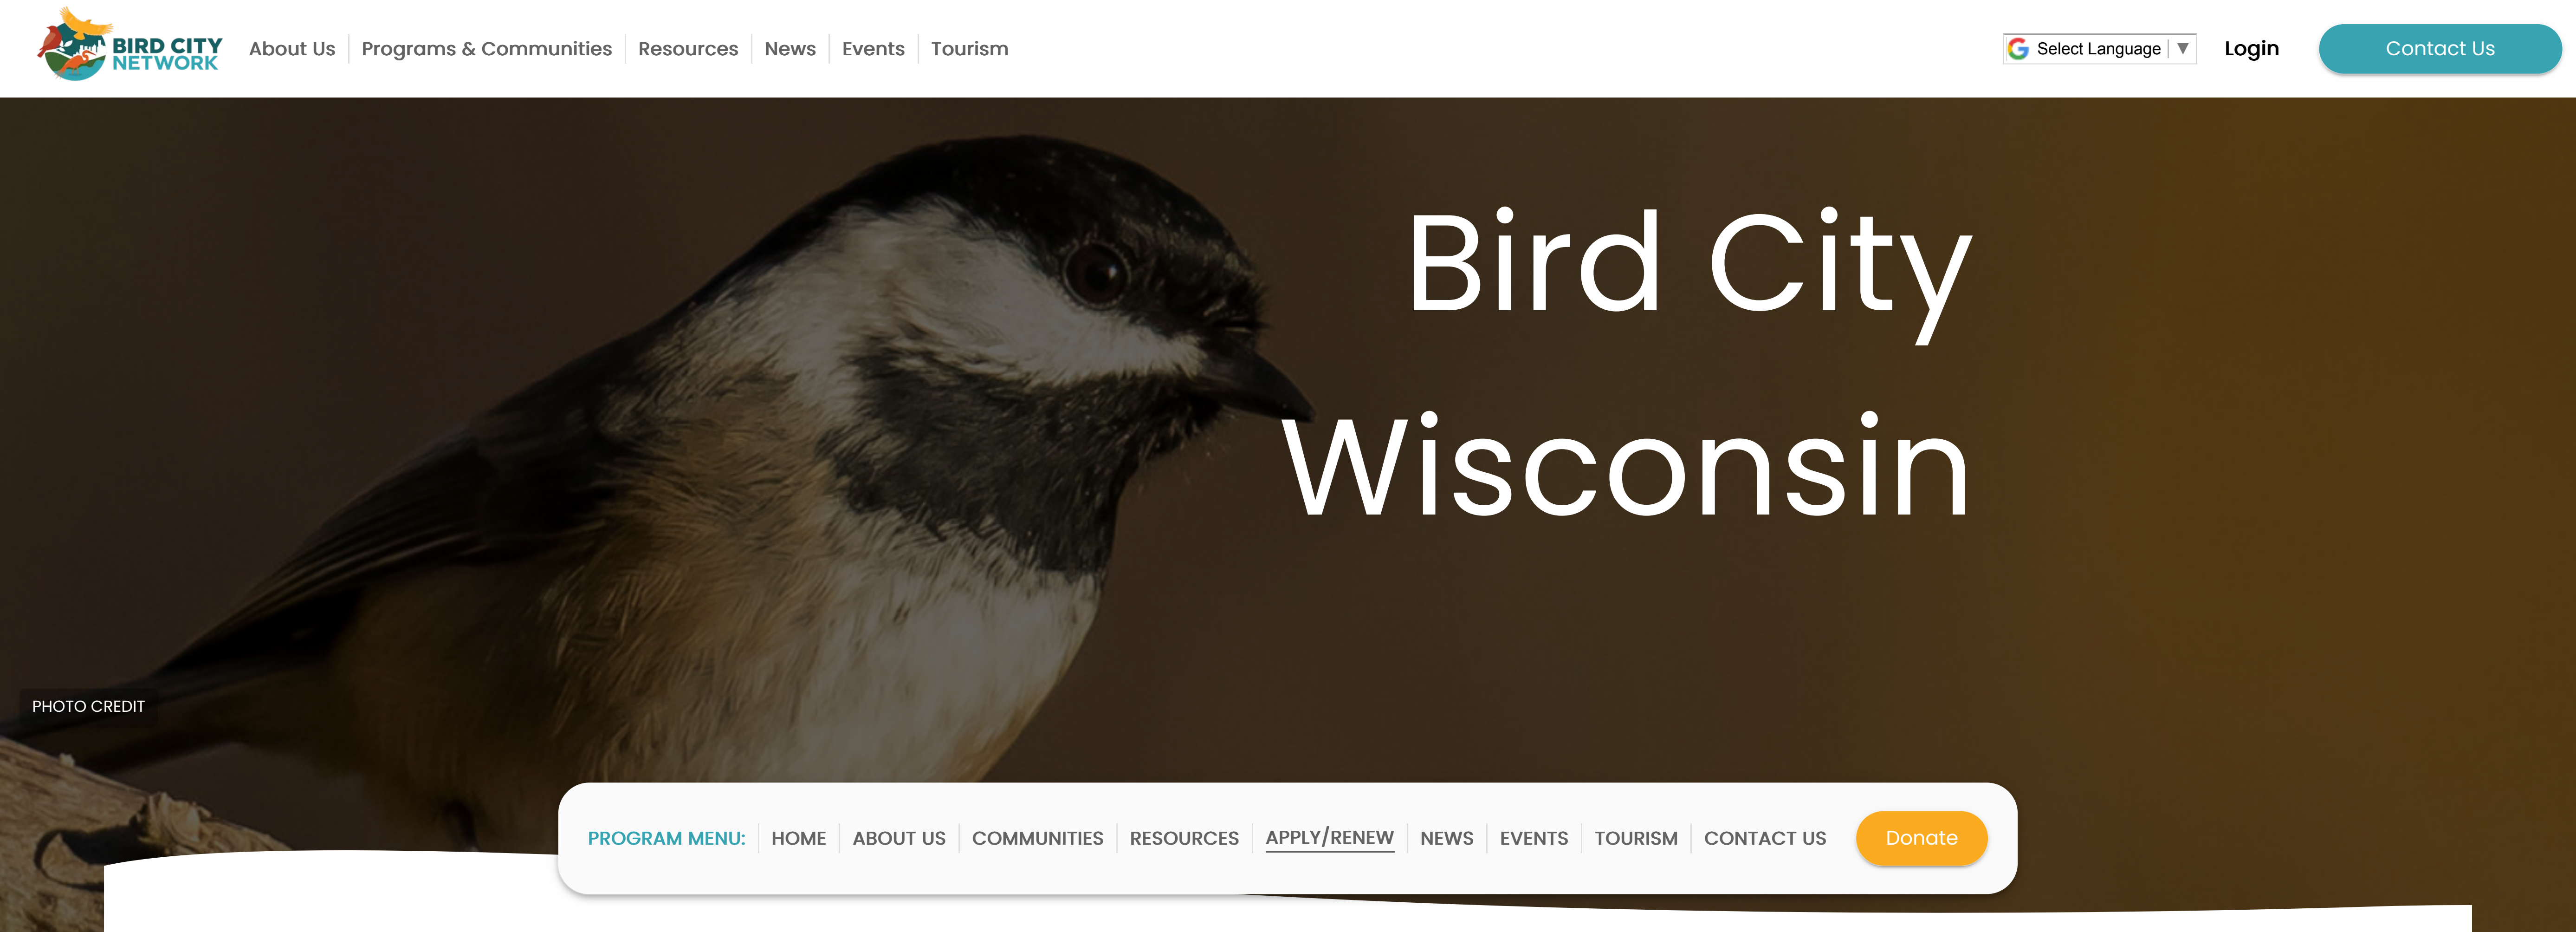 BIRD CITY
NETWORK
About Us
Programs & Communities
Resources
News
Events
Tourism
Select Language ▼
Login
Contact Us
Bird City
Wisconsin
PHOTO CREDIT
PROGRAM MENU:
HOME
ABOUT US
COMMUNITIES
RESOURCES
APPLY/RENEW
NEWS
EVENTS
TOURISM
CONTACT US
Donate